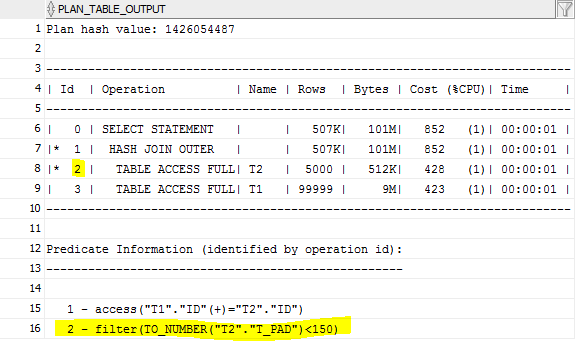 PLAN_TABLE_OUTPUT
1 Plan hash value: 1426054487
2
3 ---------------------------------------------------------------------------
4 | Id  | Operation          | Name | Rows  | Bytes | Cost (%CPU)| Time     |
5 ---------------------------------------------------------------------------
6 |   0 | SELECT STATEMENT   |      |   507K|   101M|   852   (1)| 00:00:01 |
7 |*  1 |  HASH JOIN OUTER   |      |   507K|   101M|   852   (1)| 00:00:01 |
8 |*  2 |   TABLE ACCESS FULL| T2   |  5000 |   512K|   428   (1)| 00:00:01 |
9 |   3 |   TABLE ACCESS FULL| T1   | 99999 |     9M|   423   (1)| 00:00:01 |
10 ---------------------------------------------------------------------------
11
12 Predicate Information (identified by operation id):
13 ---------------------------------------------------
14
15    1 - access("T1"."ID"(+)="T2"."ID")
16    2 - filter(TO_NUMBER("T2"."T_PAD")<150)